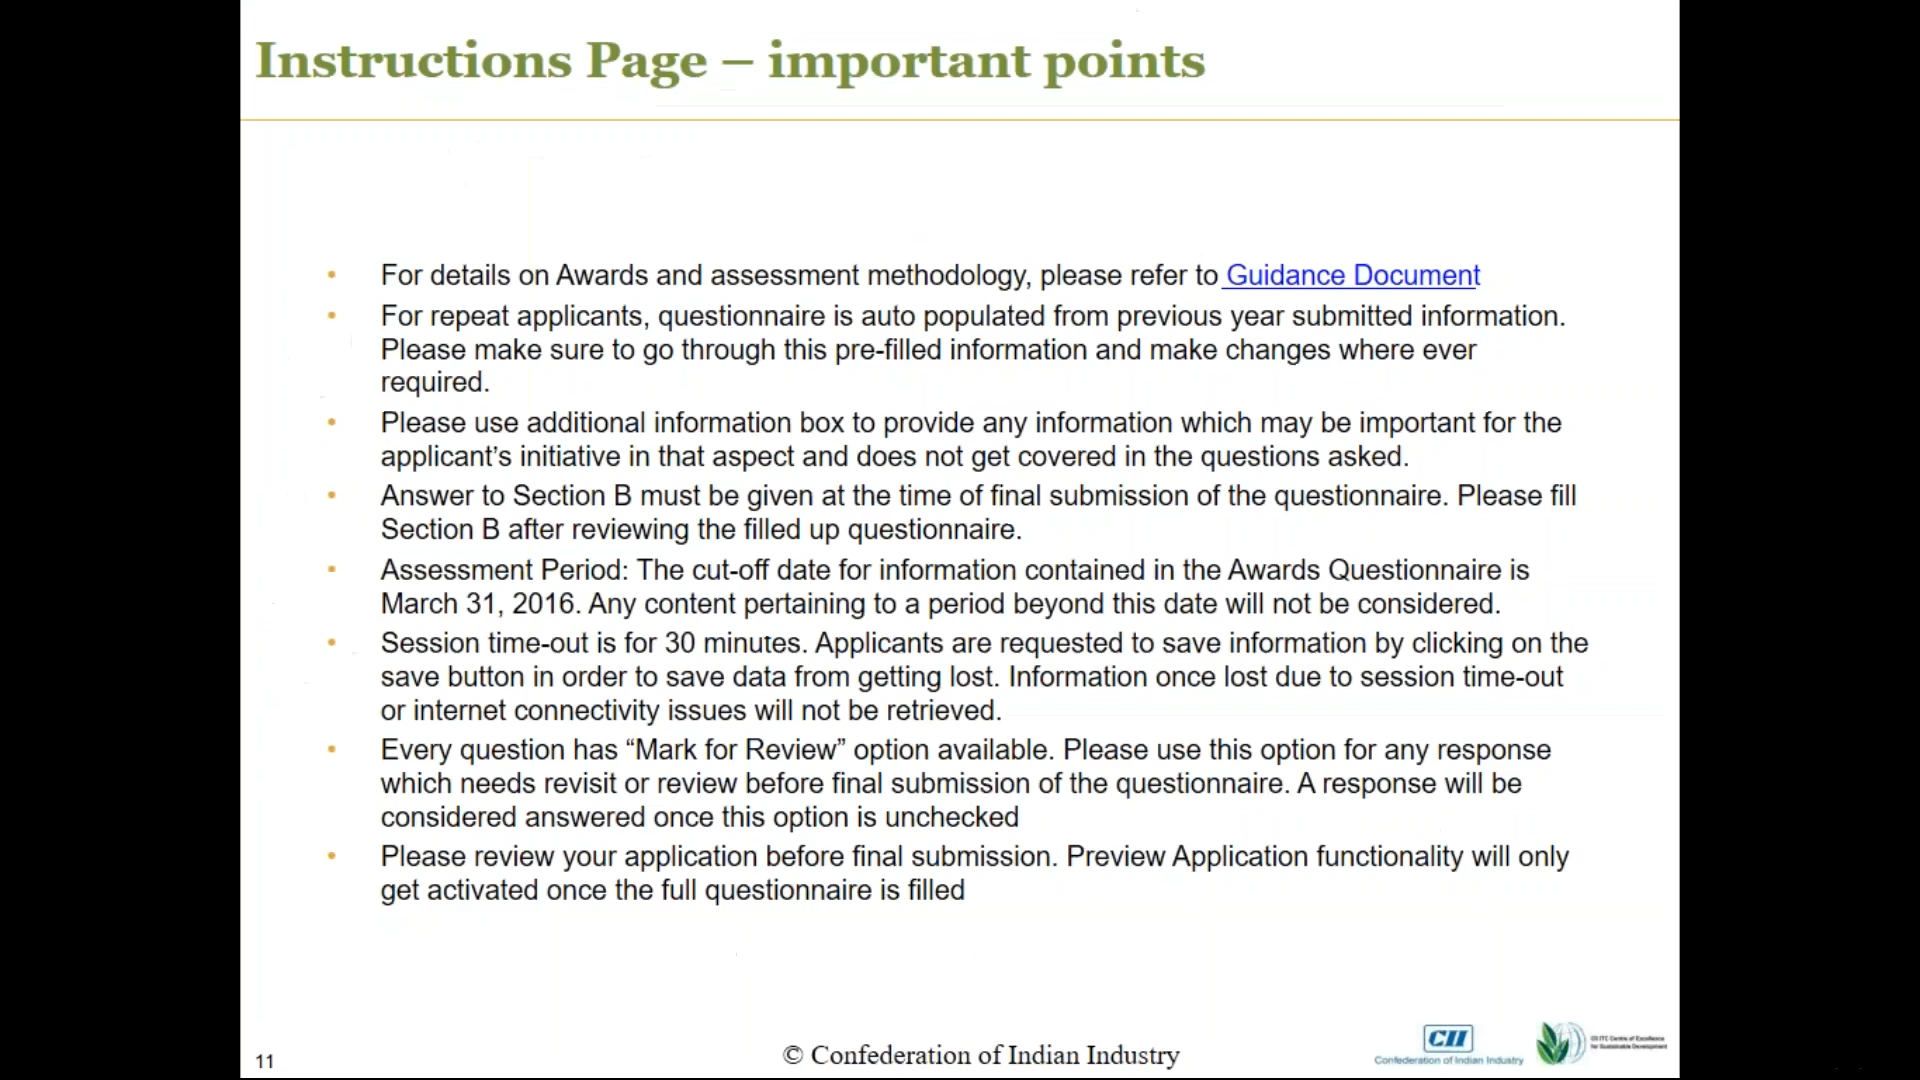 Instructions Page – important points
• For details on Awards and assessment methodology, please refer to Guidance Document
• For repeat applicants, questionnaire is auto populated from previous year submitted information.
Please make sure to go through this pre-filled information and make changes where ever
required.
• Please use additional information box to provide any information which may be important for the
applicant’s initiative in that aspect and does not get covered in the questions asked.
• Answer to Section B must be given at the time of final submission of the questionnaire. Please fill
Section B after reviewing the filled up questionnaire.
• Assessment Period: The cut-off date for information contained in the Awards Questionnaire is
March 31, 2016. Any content pertaining to a period beyond this date will not be considered.
• Session time-out is for 30 minutes. Applicants are requested to save information by clicking on the
save button in order to save data from getting lost. Information once lost due to session time-out
or internet connectivity issues will not be retrieved.
• Every question has “Mark for Review” option available. Please use this option for any response
which needs revisit or review before final submission of the questionnaire. A response will be
considered answered once this option is unchecked
• Please review your application before final submission. Preview Application functionality will only
get activated once the full questionnaire is filled
11
© Confederation of Indian Industry
CII
Confederation of Indian Industry
CII ITC Centre of Excellence
for Sustainable Development